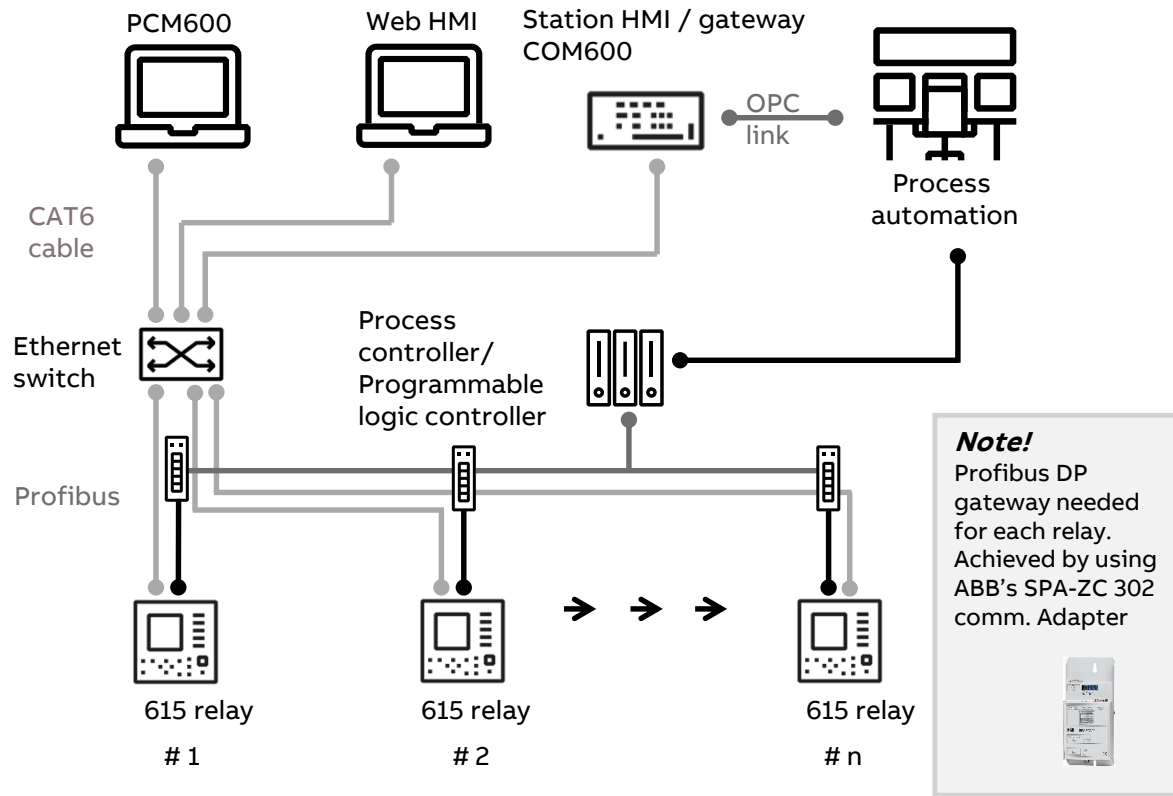 PCM600
Web HMI
Station HMI / gateway
COM600
OPC
link
Process
automation
CAT6
cable
Ethernet
switch
Process
controller/
Programmable
logic controller
Profibus
Note!
Profibus DP
gateway needed
for each relay.
Achieved by using
ABB's SPA-ZC 302
comm. Adapter
615 relay
# 1
615 relay
# 2
615 relay
# n